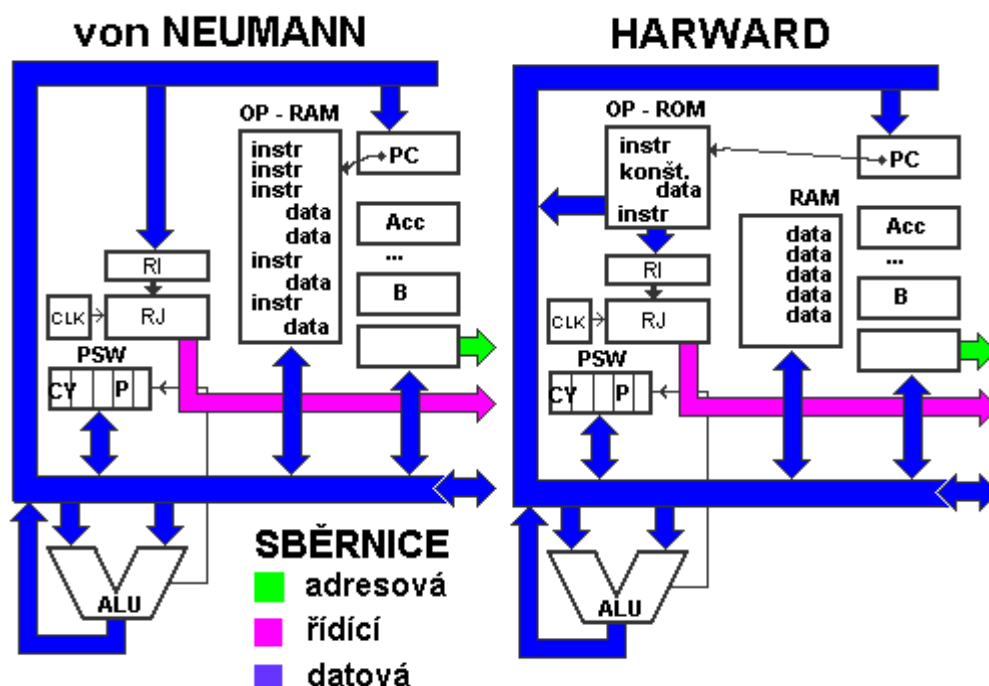 von NEUMANN
OP - RAM
instr
instr
instr
data
data
instr
data
instr
data
PC
Acc
...
B
RI
CLK
RJ
PSW
CY P
ALU
HARWARD
OP - ROM
instr
konšt.
data
instr
PC
RAM
data
data
data
data
data
Acc
...
B
RI
CLK
RJ
PSW
CY P
ALU
SBĚRNICE
adresová
řídící
datová